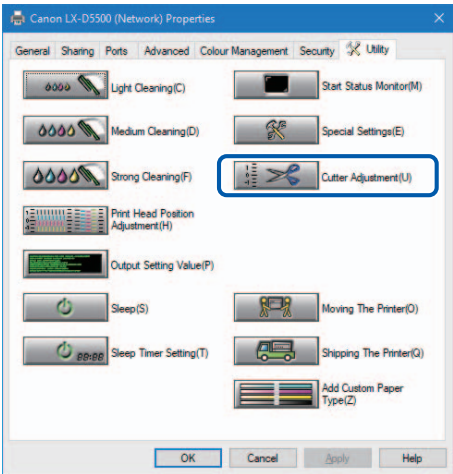 Canon LX-D5500 (Network) Properties
General Sharing Ports Advanced Colour Management Security Utility
Light Cleaning(C)
Start Status Monitor(M)
Medium Cleaning(D)
Special Settings(E)
Strong Cleaning(F)
Cutter Adjustment(U)
Print Head Position
Adjustment(H)
Output Setting Value(P)
Sleep(S)
Moving The Printer(O)
88:88
Sleep Timer Setting(T)
Shipping The Printer(Q)
Add Custom Paper
Type(Z)
OK Cancel Apply Help